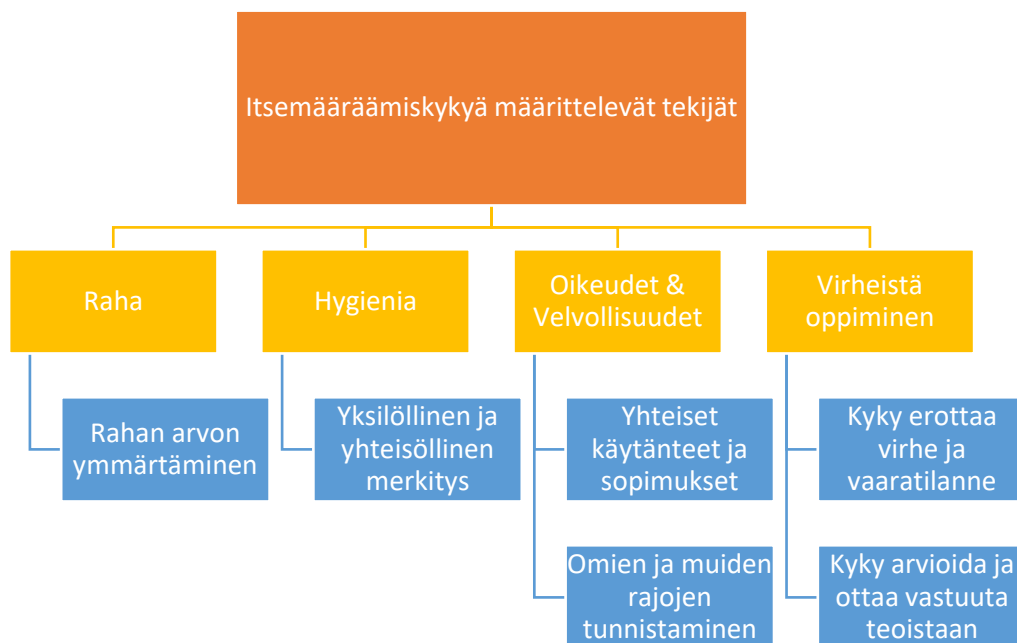 Itsemääräämiskykyä määrittelevät tekijät
Raha
Hygienia
Oikeudet &
Velvollisuudet
Virheistä
oppiminen
Rahan arvon
ymmärtäminen
Yksilöllinen ja
yhteisöllinen
merkitys
Yhteiset
käytänteet ja
sopimukset
Kyky erottaa
virhe ja
vaaratilanne
Omien ja muiden
rajojen
tunnistaminen
Kyky arvioida ja
ottaa vastuuta
teoistaan